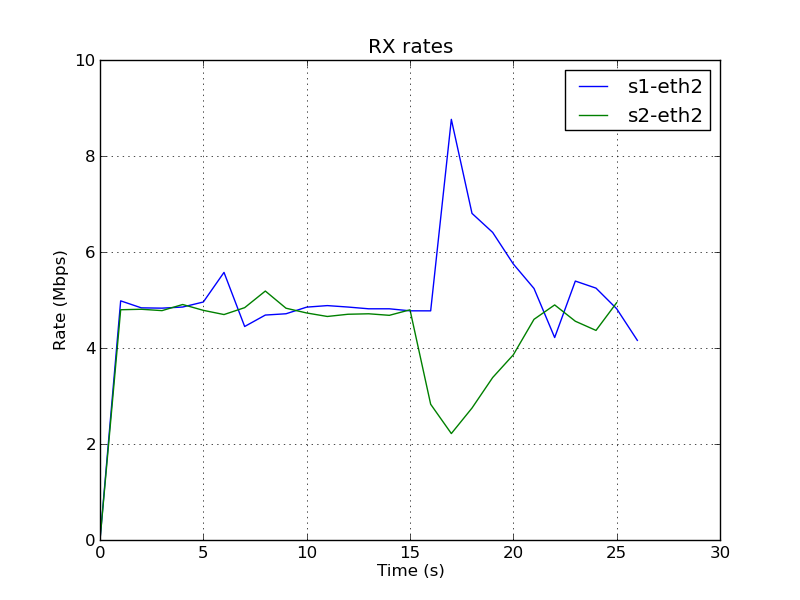 RX rates
s1-eth2
s2-eth2
10
8
6
4
2
0
Rate (Mbps)
0 5 10 15 20 25 30
Time (s)